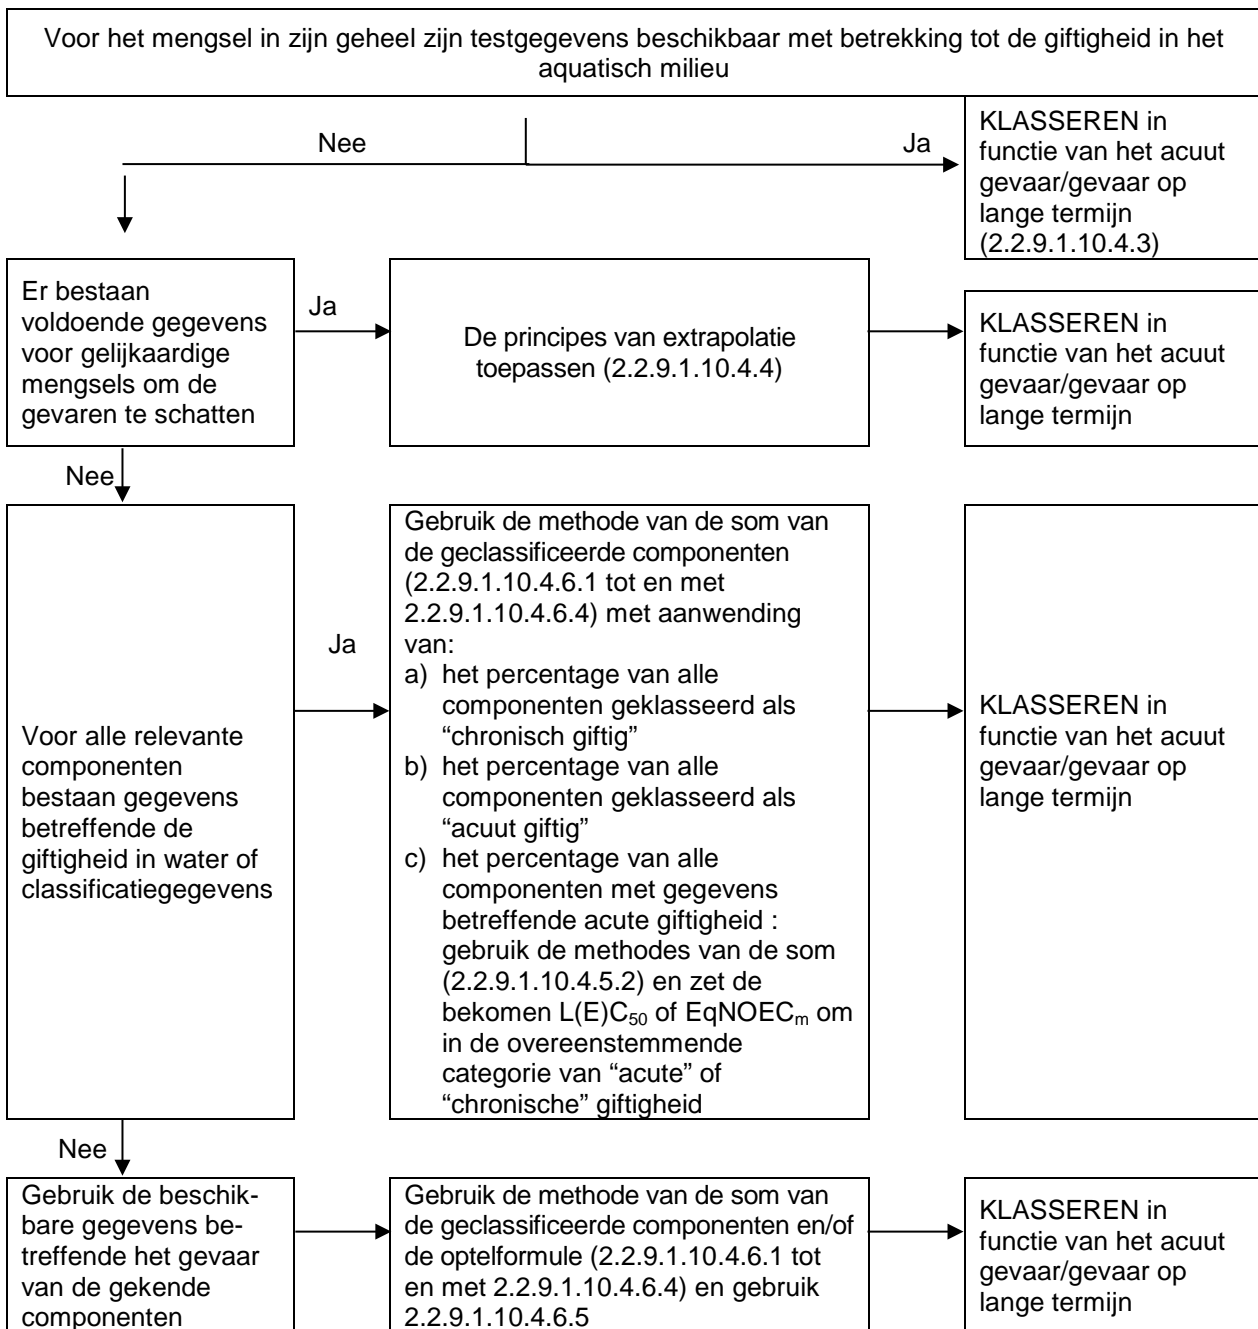 Voor het mengsel in zijn geheel zijn testgegevens beschikbaar met betrekking tot de giftigheid in het
aquatisch milieu
Nee
Ja
KLASSEREN in
functie van het acuut
gevaar/gevaar op
lange termijn
(2.2.9.1.10.4.3)
Er bestaan
voldoende gegevens
voor gelijkaardige
mengsels om de
gevaren te schatten
Ja
De principes van extrapolatie
toepassen (2.2.9.1.10.4.4)
KLASSEREN in
functie van het acuut
gevaar/gevaar op
lange termijn
Nee
Voor alle relevante
componenten
bestaan gegevens
betreffende de
giftigheid in water of
classificatiegegevens
Ja
Gebruik de methode van de som van
de geclassificeerde componenten
(2.2.9.1.10.4.6.1 tot en met
2.2.9.1.10.4.6.4) met aanwending
van:
a) het percentage van alle
componenten geklasseerd als
“chronisch giftig”
b) het percentage van alle
componenten geklasseerd als
“acuut giftig”
c) het percentage van alle
componenten met gegevens
betreffende acute giftigheid :
gebruik de methodes van de som
(2.2.9.1.10.4.5.2) en zet de
bekomen L(E)C50 of EqNOECm om
in de overeenstemmende
categorie van “acute” of
“chronische” giftigheid
KLASSEREN in
functie van het acuut
gevaar/gevaar op
lange termijn
Nee
Gebruik de beschik-
bare gegevens be-
treffende het gevaar
van de gekende
componenten
Gebruik de methode van de som van
de geclassificeerde componenten en/of
de optelformule (2.2.9.1.10.4.6.1 tot
en met 2.2.9.1.10.4.6.4) en gebruik
2.2.9.1.10.4.6.5
KLASSEREN in
functie van het acuut
gevaar/gevaar op
lange termijn